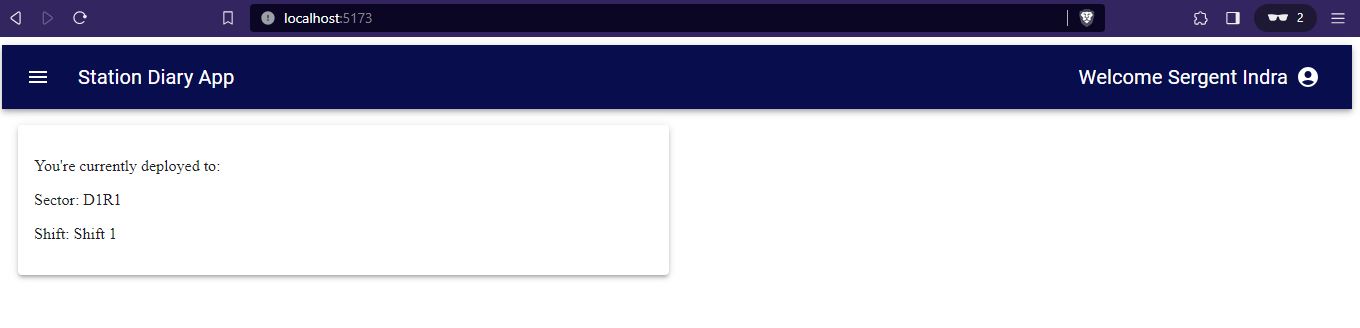 localhost:5173
2
Station Diary App
Welcome Sergent Indra
You're currently deployed to:
Sector: D1R1
Shift: Shift 1